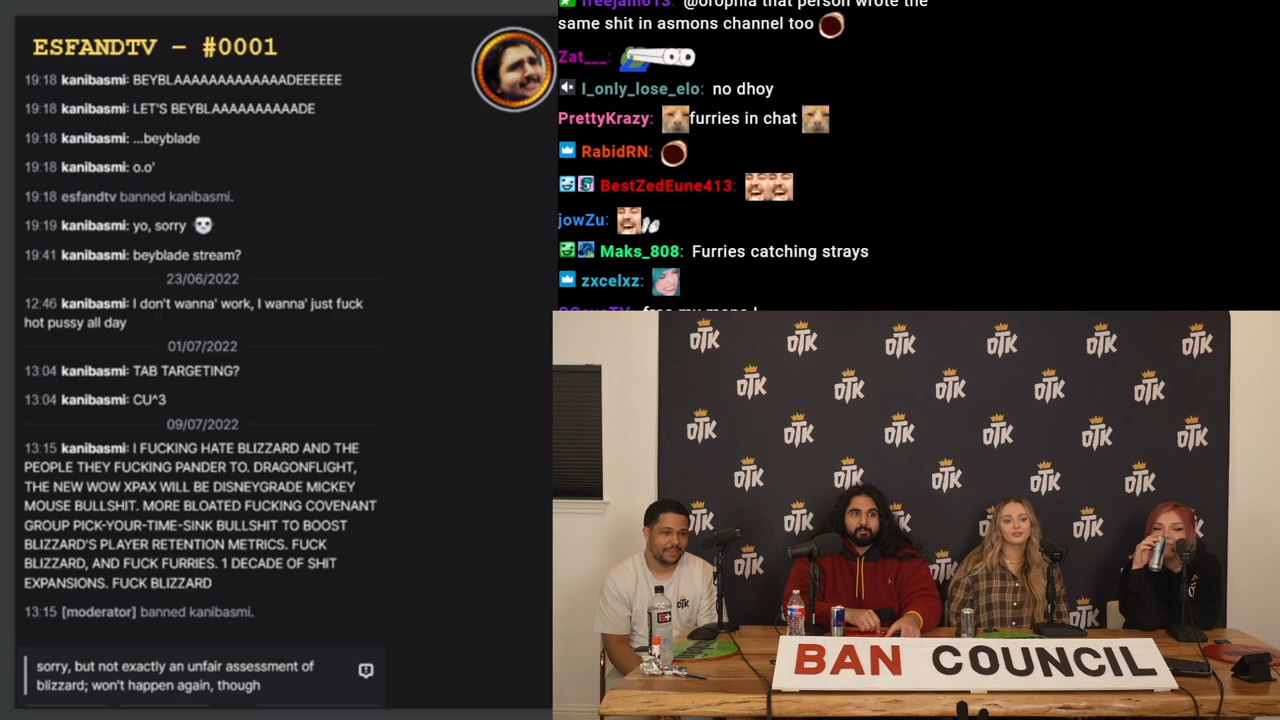 ESFANDTV – #0001
19:18 kanibasmi: BEYBLAAAAAAAAAAAAADEEEEEE
19:18 kanibasmi: LET'S BEYBLAAAAAAAAAADE
19:18 kanibasmi: ...beyblade
19:18 kanibasmi: o.o'
19:18 esfandtv banned kanibasmi.
19:19 kanibasmi: yo, sorry
19:41 kanibasmi: beyblade stream?
23/06/2022
12:46 kanibasmi: I don't wanna' work, I wanna' just fuck
hot pussy all day
01/07/2022
13:04 kanibasmi: TAB TARGETING?
13:04 kanibasmi: CU^3
09/07/2022
13:15 kanibasmi: I FUCKING HATE BLIZZARD AND THE
PEOPLE THEY FUCKING PANDER TO. DRAGONFLIGHT,
THE NEW WOW XPAX WILL BE DISNEYGRADE MICKEY
MOUSE BULLSHIT. MORE BLOATED FUCKING COVENANT
GROUP PICK-YOUR-TIME-SINK BULLSHIT TO BOOST
BLIZZARD'S PLAYER RETENTION METRICS. FUCK
BLIZZARD, AND FUCK FURRIES. 1 DECADE OF SHIT
EXPANSIONS. FUCK BLIZZARD
13:15 [moderator] banned kanibasmi.
sorry, but not exactly an unfair assessment of
blizzard; won't happen again, though
freejam013: @orophia that person wrote the
same shit in asmons channel too
Zat___:
I_only_lose_elo: no dhoy
PrettyKrazy: furries in chat
RabidRN:
BestZedEune413:
jowZu:
Maks_808: Furries catching strays
zxcelxz:
OTK
BAN COUNCIL